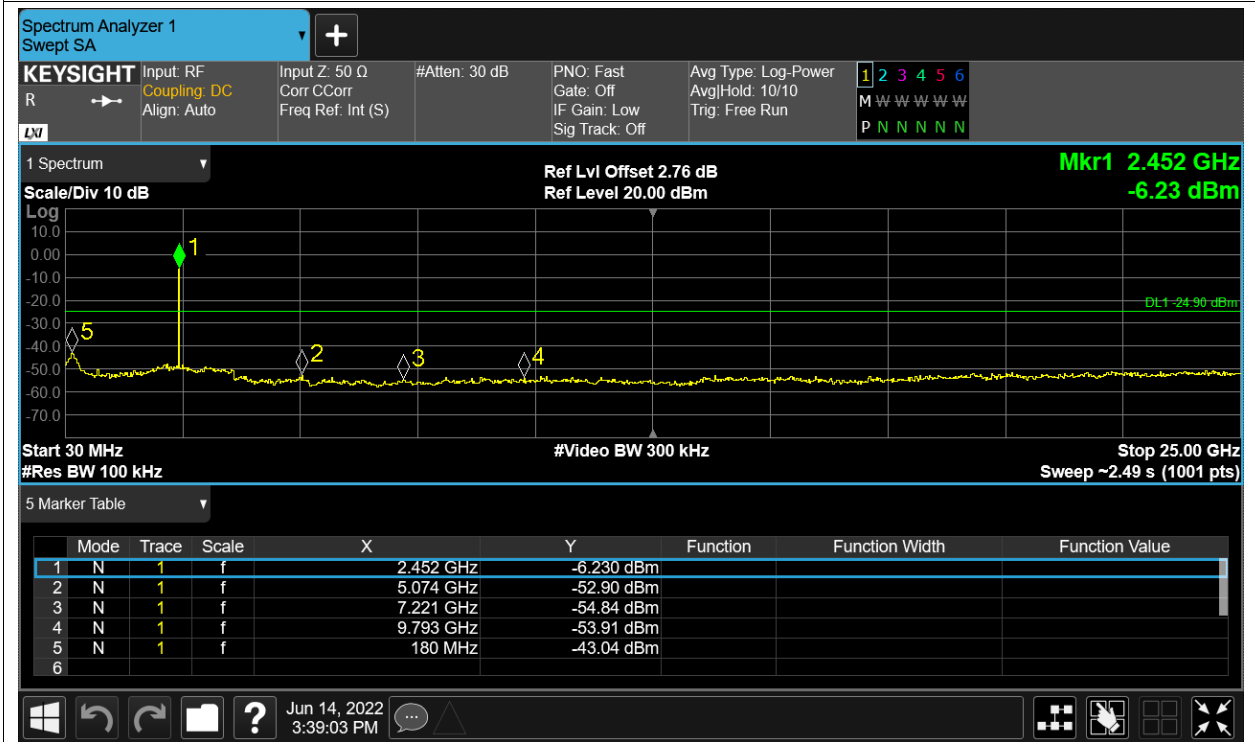 Spectrum Analyzer 1
Swept SA
+
KEYSIGHT
R
LXI
Input: RF
Coupling: DC
Align: Auto
Input Z: 50 Ω
Corr CCorr
Freq Ref: Int (S)
#Atten: 30 dB
PNO: Fast
Gate: Off
IF Gain: Low
Sig Track: Off
Avg Type: Log-Power
Avg|Hold: 10/10
Trig: Free Run
1 2 3 4 5 6
M W W W W W
P N N N N N
1 Spectrum
Scale/Div 10 dB
Ref Lvl Offset 2.76 dB
Ref Level 20.00 dBm
Mkr1 2.452 GHz
-6.23 dBm
Log
10.0
0.00
-10.0
-20.0
-30.0
-40.0
-50.0
-60.0
-70.0
1
DL1 -24.90 dBm
5
2
3
4
Start 30 MHz
#Video BW 300 kHz
Stop 25.00 GHz
#Res BW 100 kHz
Sweep ~2.49 s (1001 pts)
5 Marker Table
Mode Trace Scale X Y Function Function Width Function Value
1 N 1 f 2.452 GHz -6.230 dBm
2 N 1 f 5.074 GHz -52.90 dBm
3 N 1 f 7.221 GHz -54.84 dBm
4 N 1 f 9.793 GHz -53.91 dBm
5 N 1 f 180 MHz -43.04 dBm
6
?
Jun 14, 2022
3:39:03 PM